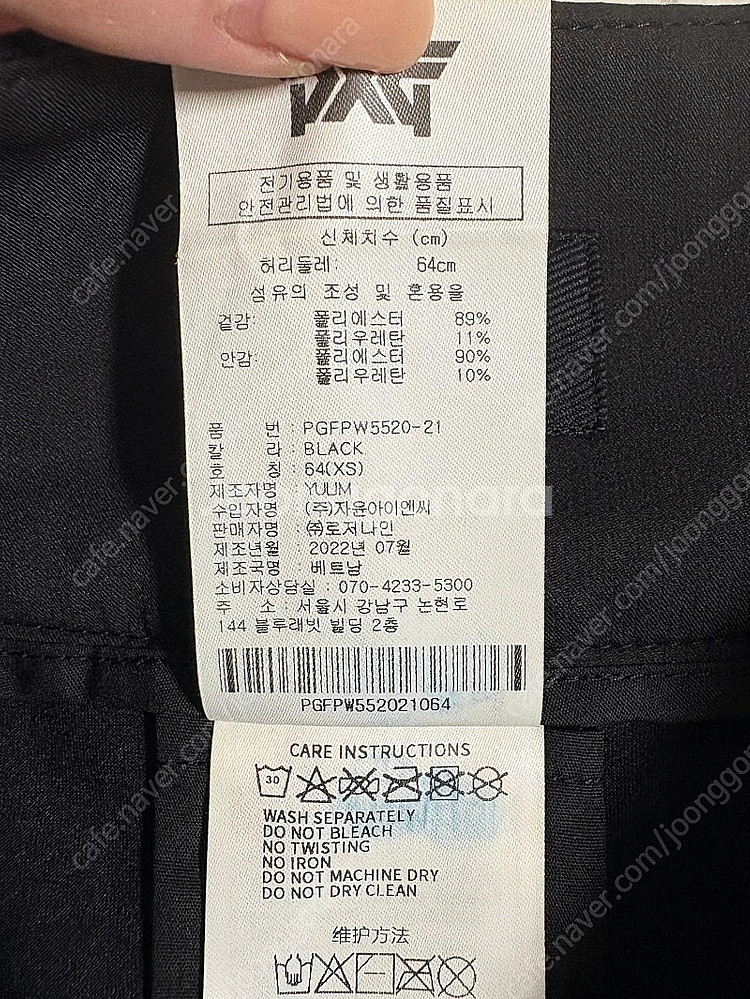 PXG
전기용품 및 생활용품
안전관리법에 의한 품질표시
신체치수 (cm)
허리둘레: 64cm
섬유의 조성 및 혼용율
겉감: 폴리에스터 89%
폴리우레탄 11%
안감: 폴리에스터 90%
폴리우레탄 10%
품 번 : PGFPW5520-21
칼 라 : BLACK
호 칭 : 64(XS)
제조자명 : YUUM
수입자명 : (주)자윤아이엔씨
판매자명 : ㈜로저나인
제조년월 : 2022년 07월
제조국명 : 베트남
소비자상담실 : 070-4233-5300
주 소 : 서울시 강남구 논현로
144 블루래빗 빌딩 2층
PGFPW552021064
CARE INSTRUCTIONS
30
WASH SEPARATELY
DO NOT BLEACH
NO TWISTING
NO IRON
DO NOT MACHINE DRY
DO NOT DRY CLEAN
维护方法
cafe.naver.com/joonggonara
joonggonara